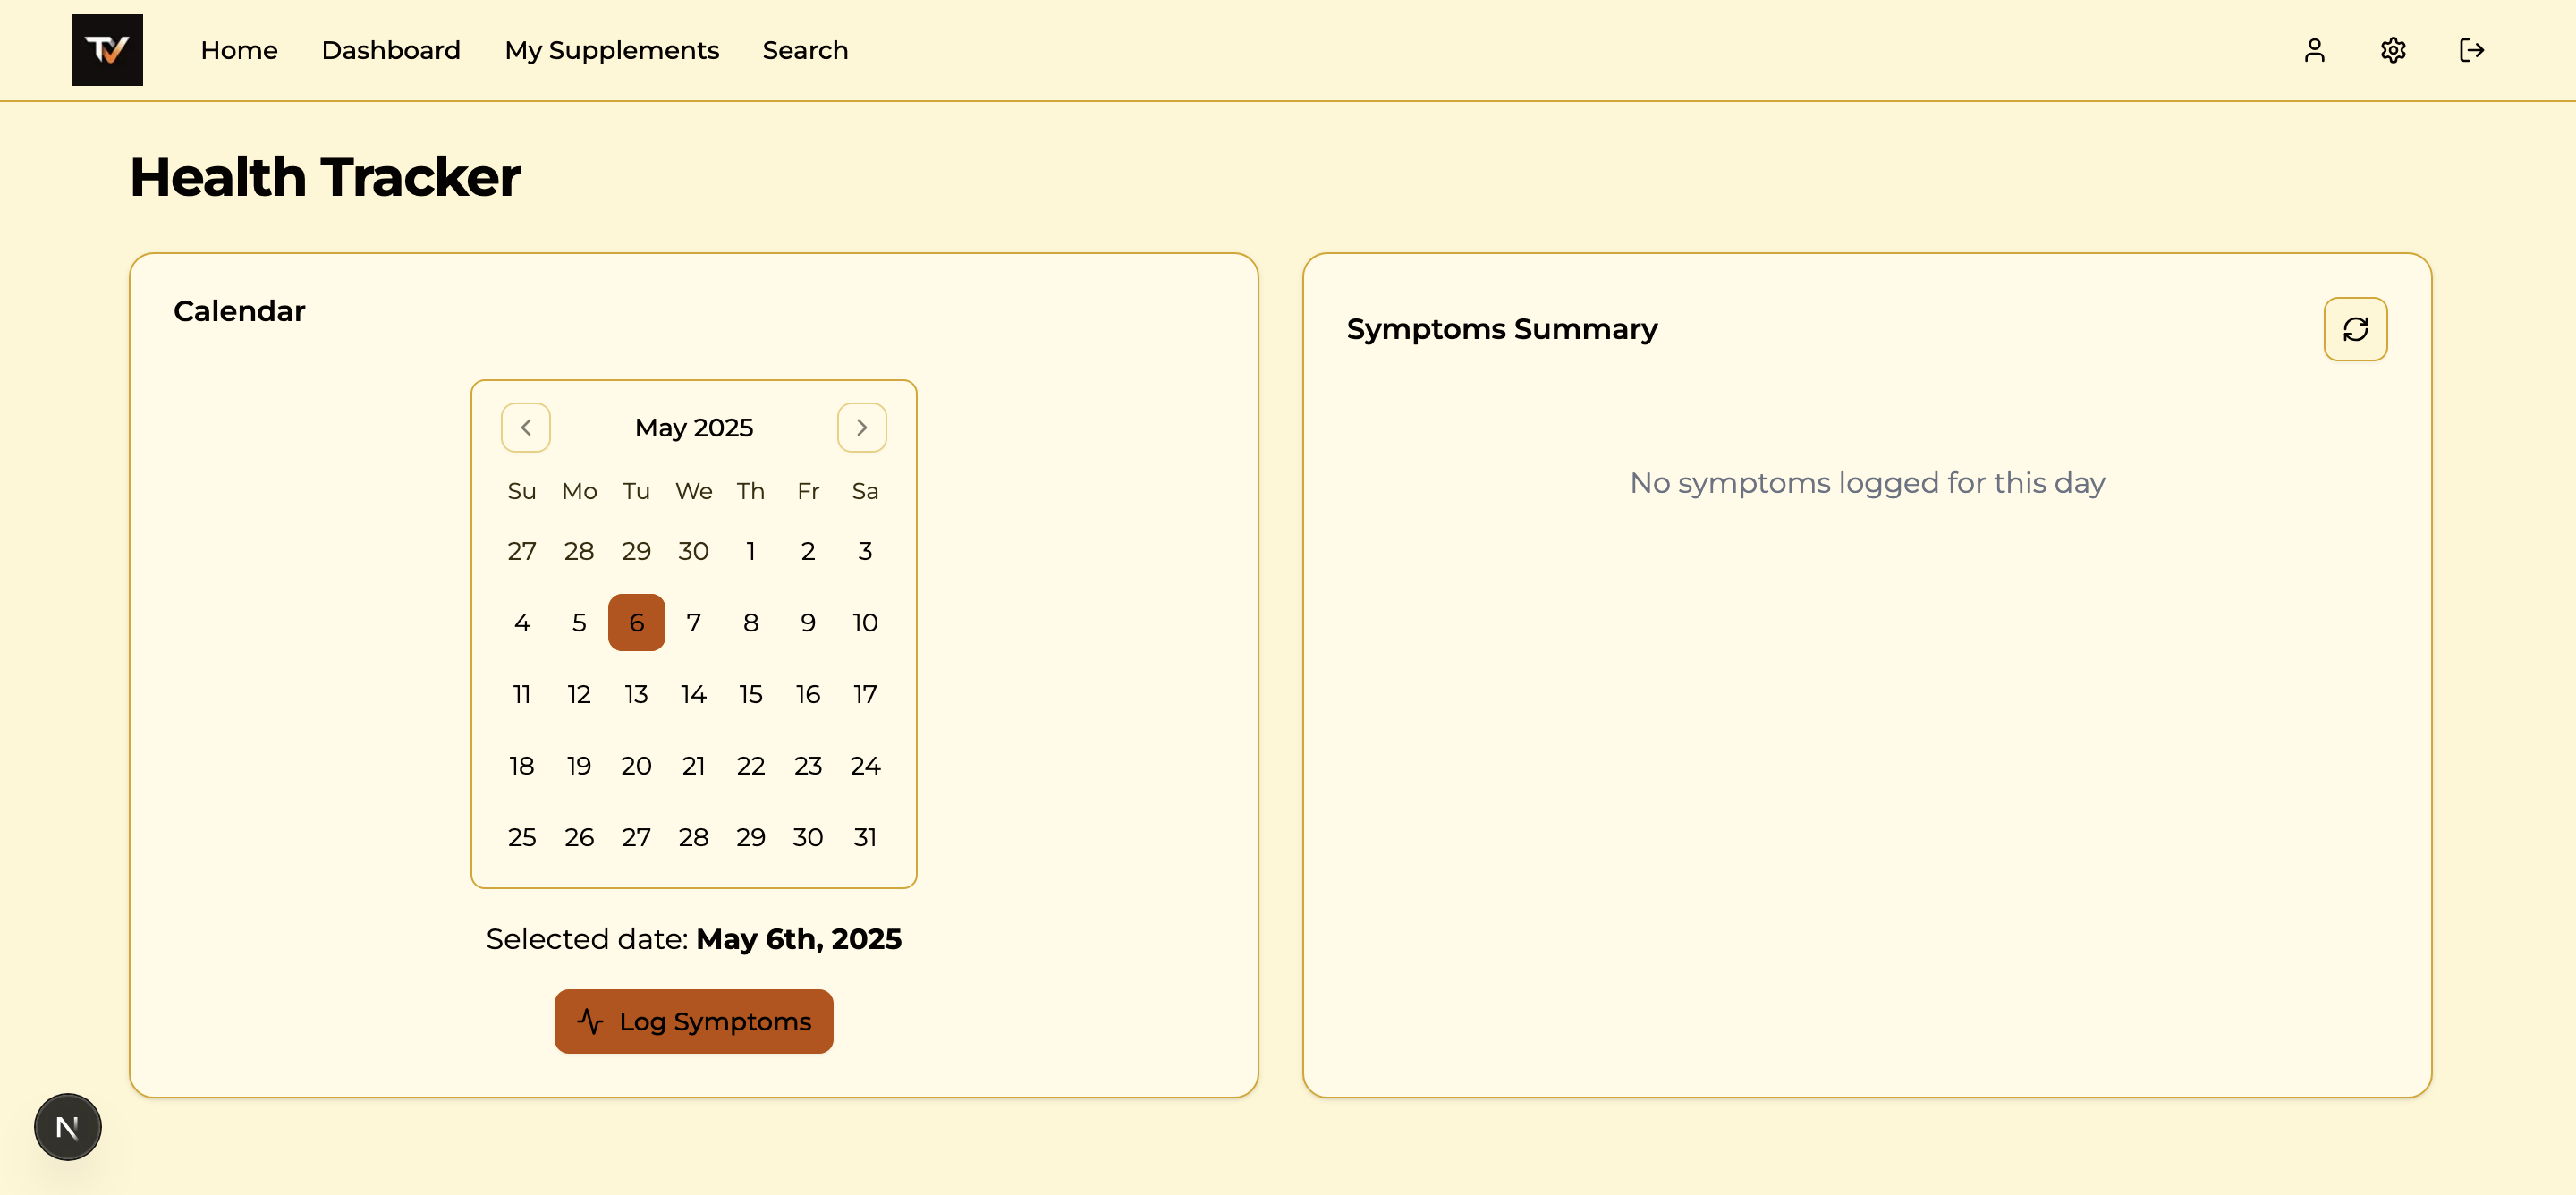 TV
Home Dashboard My Supplements Search
Health Tracker
Calendar
May 2025
Su Mo Tu We Th Fr Sa
27 28 29 30 1 2 3
4 5 6 7 8 9 10
11 12 13 14 15 16 17
18 19 20 21 22 23 24
25 26 27 28 29 30 31
Selected date: May 6th, 2025
Log Symptoms
Symptoms Summary
No symptoms logged for this day
N